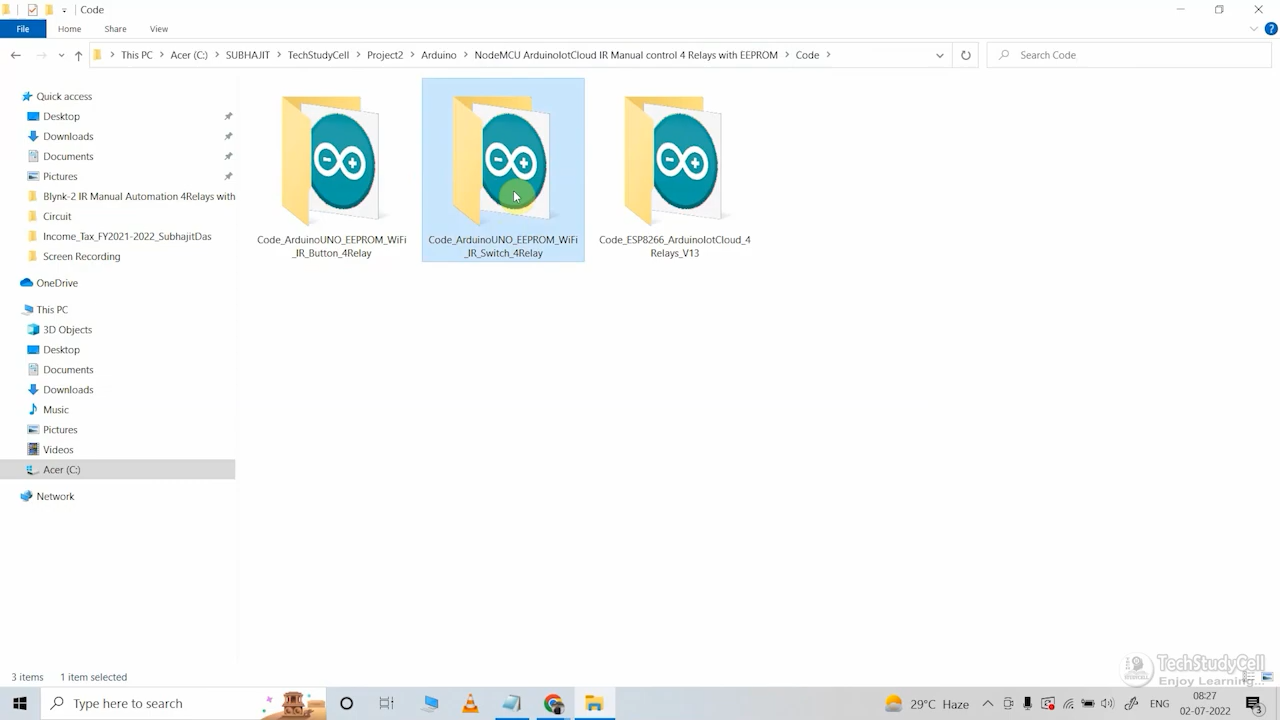 Code
File
Home
Share
View
This PC
Acer (C:)
SUBHAJIT
TechStudyCell
Project2
Arduino
NodeMCU ArduinoIotCloud IR Manual control 4 Relays with EEPROM
Code
Search Code
Quick access
Desktop
Downloads
Documents
Pictures
Blynk-2 IR Manual Automation 4Relays with
Circuit
Income_Tax_FY2021-2022_SubhajitDas
Screen Recording
OneDrive
This PC
3D Objects
Desktop
Documents
Downloads
Music
Pictures
Videos
Acer (C:)
Network
Code_ArduinoUNO_EEPROM_WiFi
_IR_Button_4Relay
Code_ArduinoUNO_EEPROM_WiFi
_IR_Switch_4Relay
Code_ESP8266_ArduinoIotCloud_4
Relays_V13
3 items
1 item selected
TechStudyCell
Enjoy Learning...
Type here to search
29°C Haze
ENG
08:27
02-07-2022
3